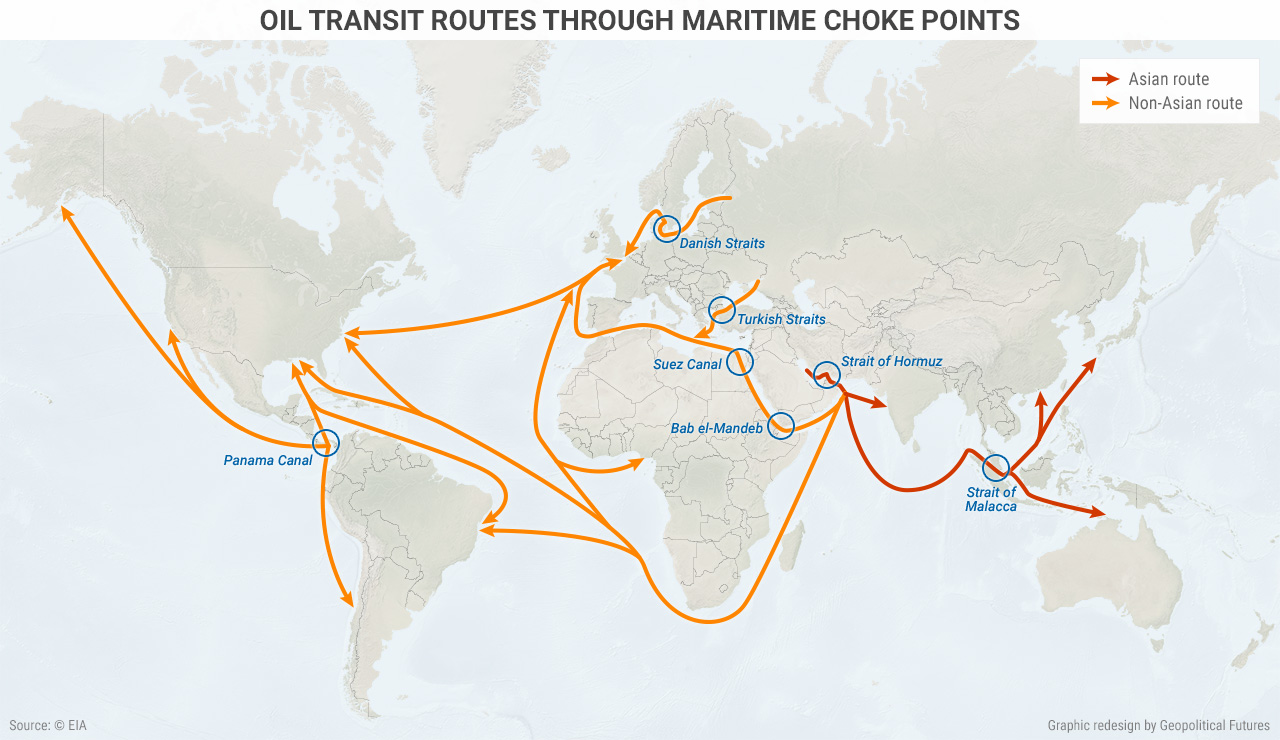 OIL TRANSIT ROUTES THROUGH MARITIME CHOKE POINTS
Asian route
Non-Asian route
Danish Straits
Turkish Straits
Suez Canal
Strait of Hormuz
Bab el-Mandeb
Panama Canal
Strait of
Malacca
Source: © EIA
Graphic redesign by Geopolitical Futures